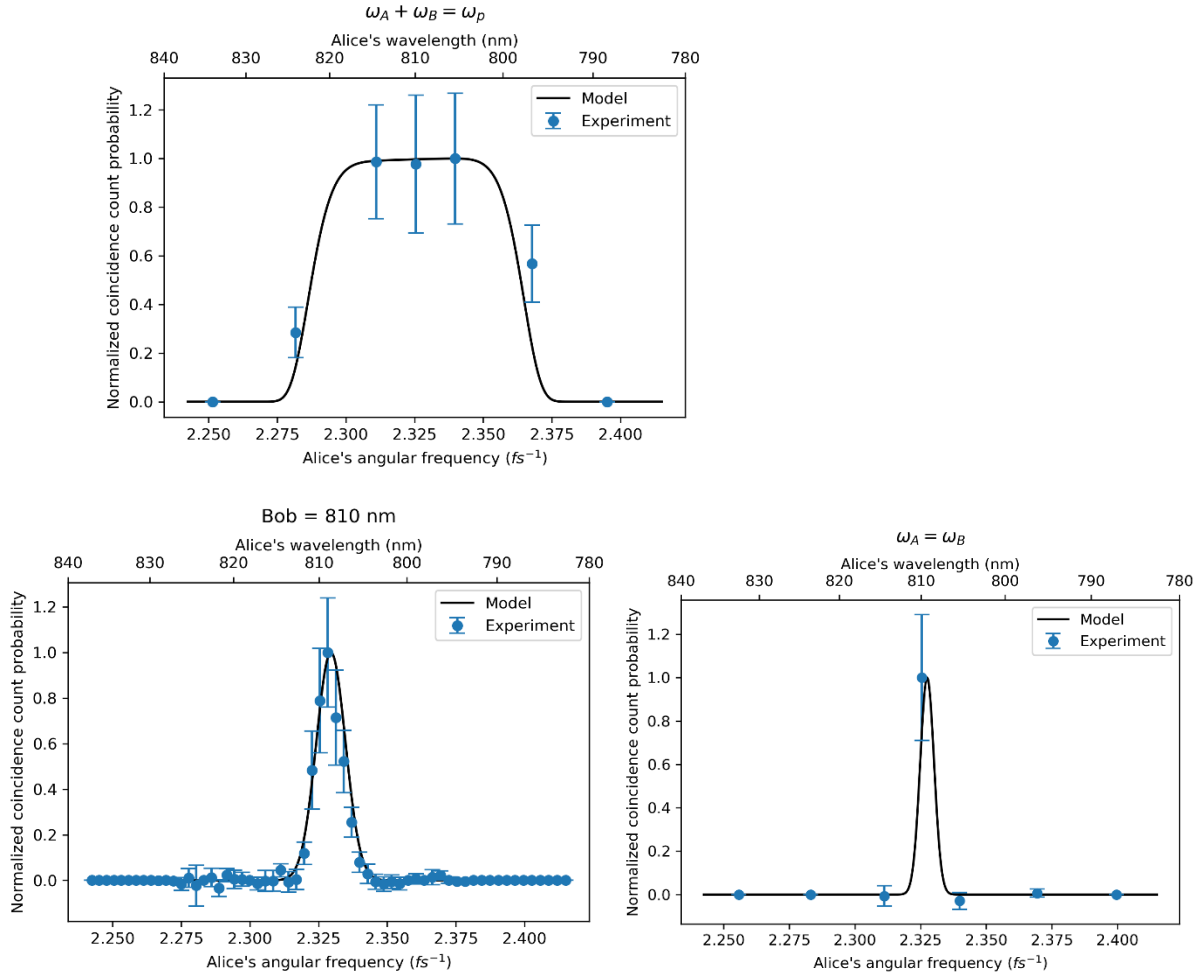 ω_A + ω_B = ω_p
Alice's wavelength (nm)
840 830 820 810 800 790 780
Normalized coincidence count probability
1.2
1.0
0.8
0.6
0.4
0.2
0.0
Model
Experiment
2.250 2.275 2.300 2.325 2.350 2.375 2.400
Alice's angular frequency (fs⁻¹)
Bob = 810 nm
Alice's wavelength (nm)
840 830 820 810 800 790 780
Normalized coincidence count probability
1.2
1.0
0.8
0.6
0.4
0.2
0.0
Model
Experiment
2.250 2.275 2.300 2.325 2.350 2.375 2.400
Alice's angular frequency (fs⁻¹)
ω_A = ω_B
Alice's wavelength (nm)
840 830 820 810 800 790 780
Normalized coincidence count probability
1.2
1.0
0.8
0.6
0.4
0.2
0.0
Model
Experiment
2.250 2.275 2.300 2.325 2.350 2.375 2.400
Alice's angular frequency (fs⁻¹)